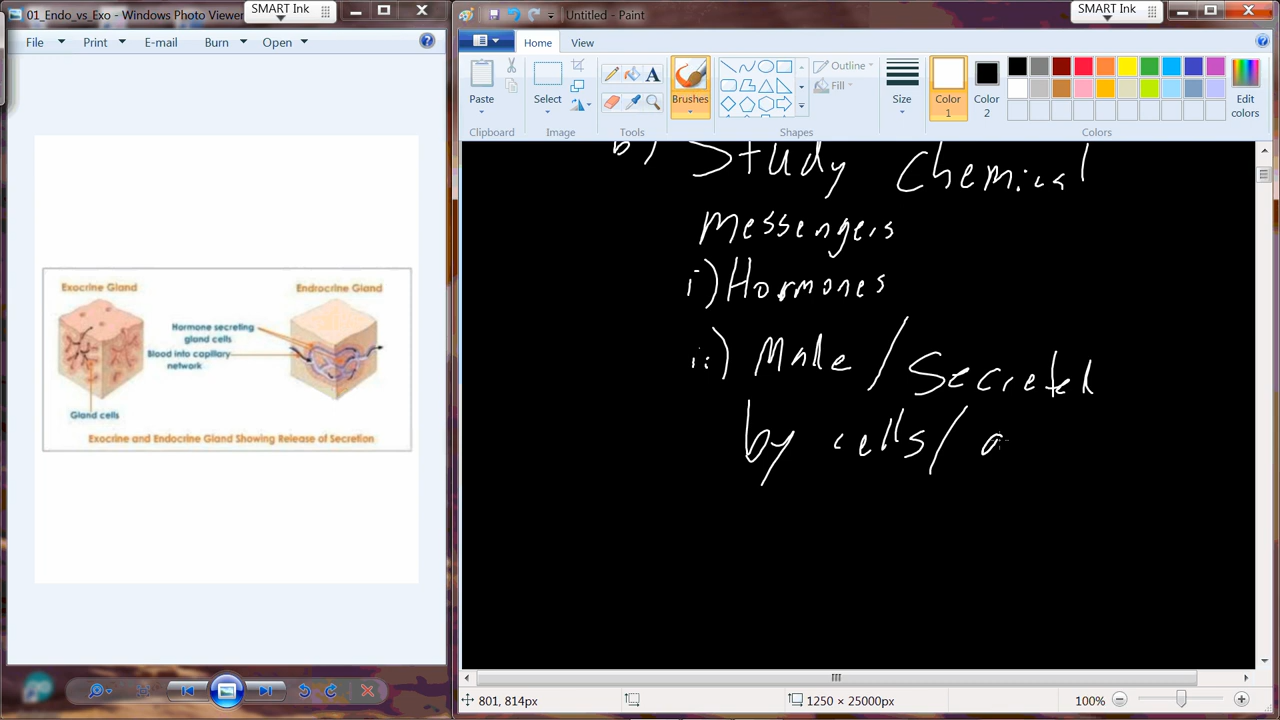 01_Endo_vs_Exo - Windows Photo Viewer
SMART Ink
File Print E-mail Burn Open
Exocrine Gland
Endrocrine Gland
Hormone secreting
gland cells
Blood into capillary
network
Gland cells
Exocrine and Endocrine Gland Showing Release of Secretion
Untitled - Paint
SMART Ink
Home View
Paste
Clipboard
Select
Image
Tools
Brushes
Outline
Fill
Shapes
Size
Color
1
Color
2
Edit
colors
Colors
b) Study Chemical
messengers
i) Hormones
ii) Made / Secreted
by cells/
801, 814px
1250 × 25000px
100%